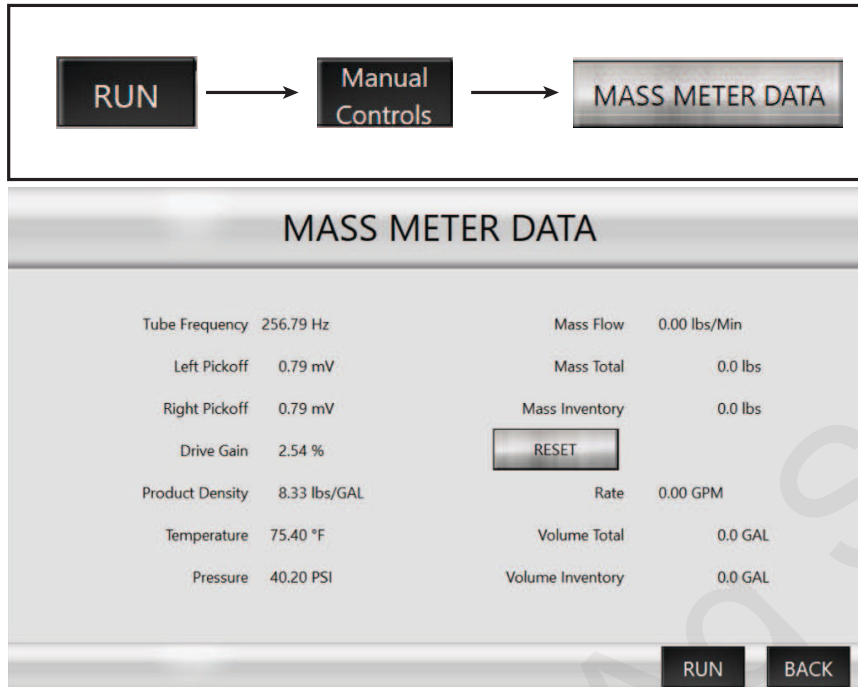 RUN
Manual
Controls
MASS METER DATA
MASS METER DATA
Tube Frequency 256.79 Hz
Left Pickoff 0.79 mV
Right Pickoff 0.79 mV
Drive Gain 2.54 %
Product Density 8.33 lbs/GAL
Temperature 75.40 °F
Pressure 40.20 PSI
Mass Flow 0.00 lbs/Min
Mass Total 0.0 lbs
Mass Inventory 0.0 lbs
RESET
Rate 0.00 GPM
Volume Total 0.0 GAL
Volume Inventory 0.0 GAL
RUN
BACK